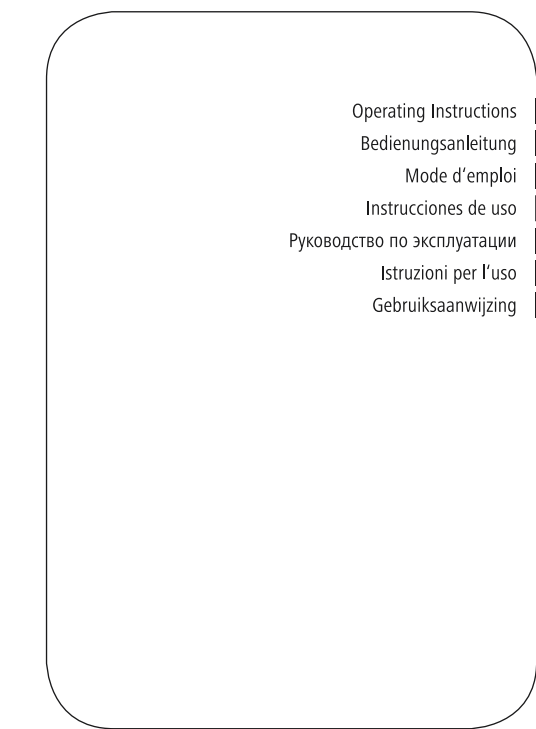 Operating Instructions
Bedienungsanleitung
Mode d‘emploi
Instrucciones de uso
Руководство по эксплуатации
Istruzioni per l‘uso
Gebruiksaanwijzing